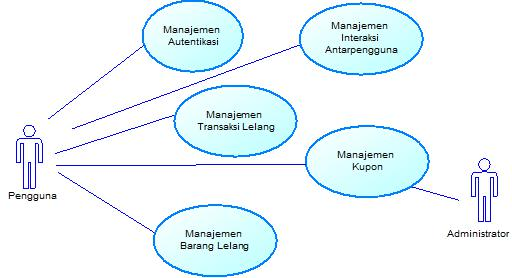 Manajemen
Autentikasi
Manajemen
Interaksi
Antarpengguna
Manajemen
Transaksi Lelang
Manajemen
Kupon
Pengguna
Administrator
Manajemen
Barang Lelang